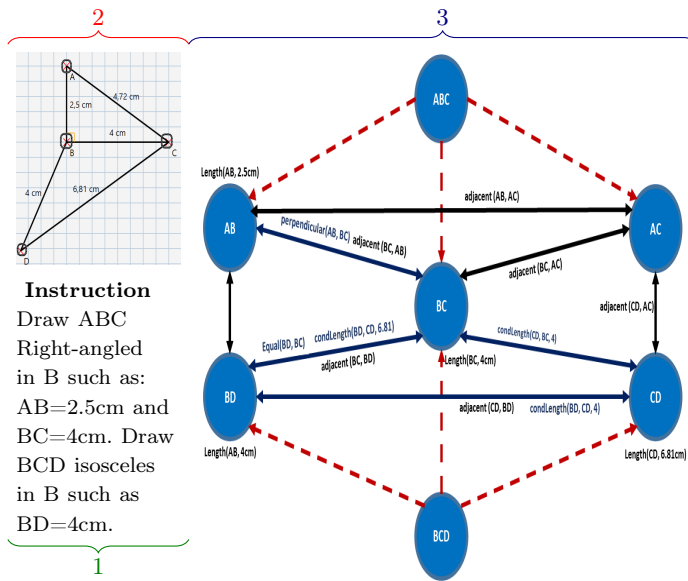 2
3
A
4,72 cm
2,5 cm
4 cm
B
C
4 cm
6,81 cm
D
Instruction
Draw ABC
Right-angled
in B such as:
AB=2.5cm and
BC=4cm. Draw
BCD isosceles
in B such as
BD=4cm.
1
ABC
Length(AB, 2.5cm)
adjacent (AB, AC)
AB
AC
perpendicular(AB, BC)
adjacent (BC, AB)
adjacent (BC, AC)
BC
adjacent (CD, AC)
Equal(BD, BC)
condLength(BD, CD, 6.81)
condLength(CD, BC, 4)
adjacent (BC, BD)
Length(BC, 4cm)
BD
CD
adjacent (CD, BD)
condLength(BD, CD, 4)
Length(AB, 4cm)
Length(CD, 6.81cm)
BCD